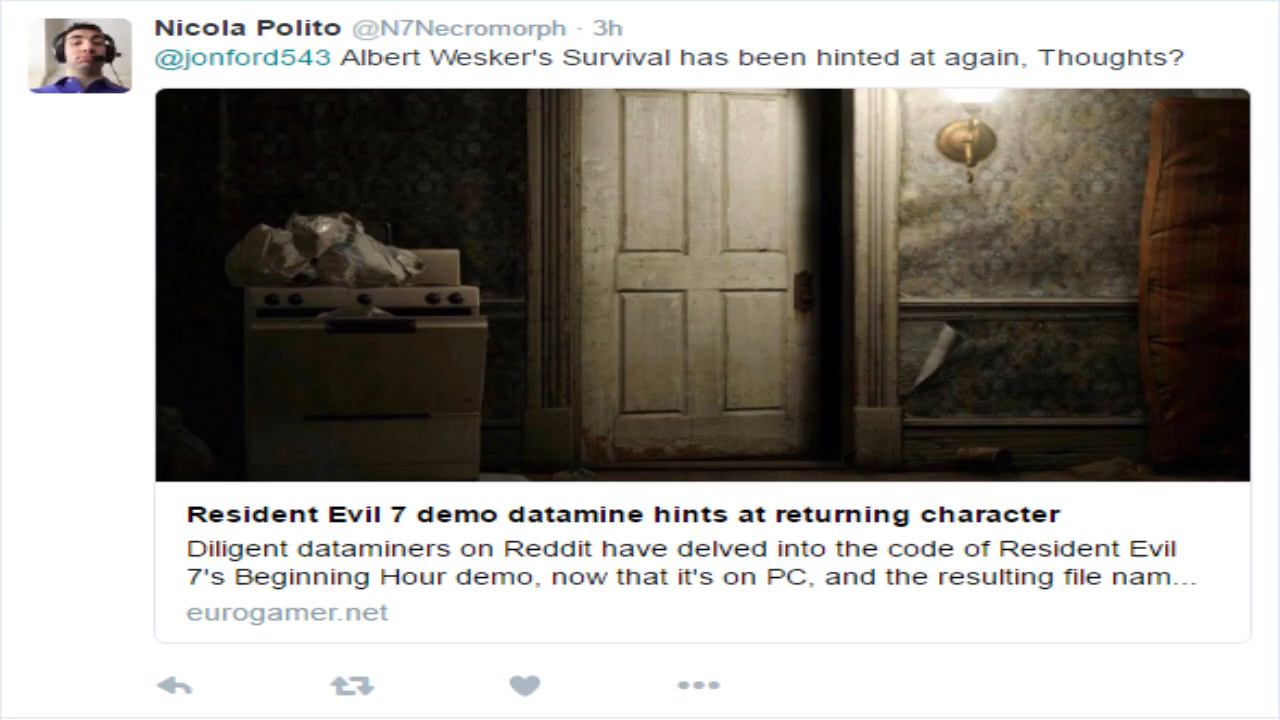 Nicola Polito @N7Necromorph · 3h
@jonford543 Albert Wesker's Survival has been hinted at again, Thoughts?
Resident Evil 7 demo datamine hints at returning character
Diligent dataminers on Reddit have delved into the code of Resident Evil
7's Beginning Hour demo, now that it's on PC, and the resulting file nam...
eurogamer.net